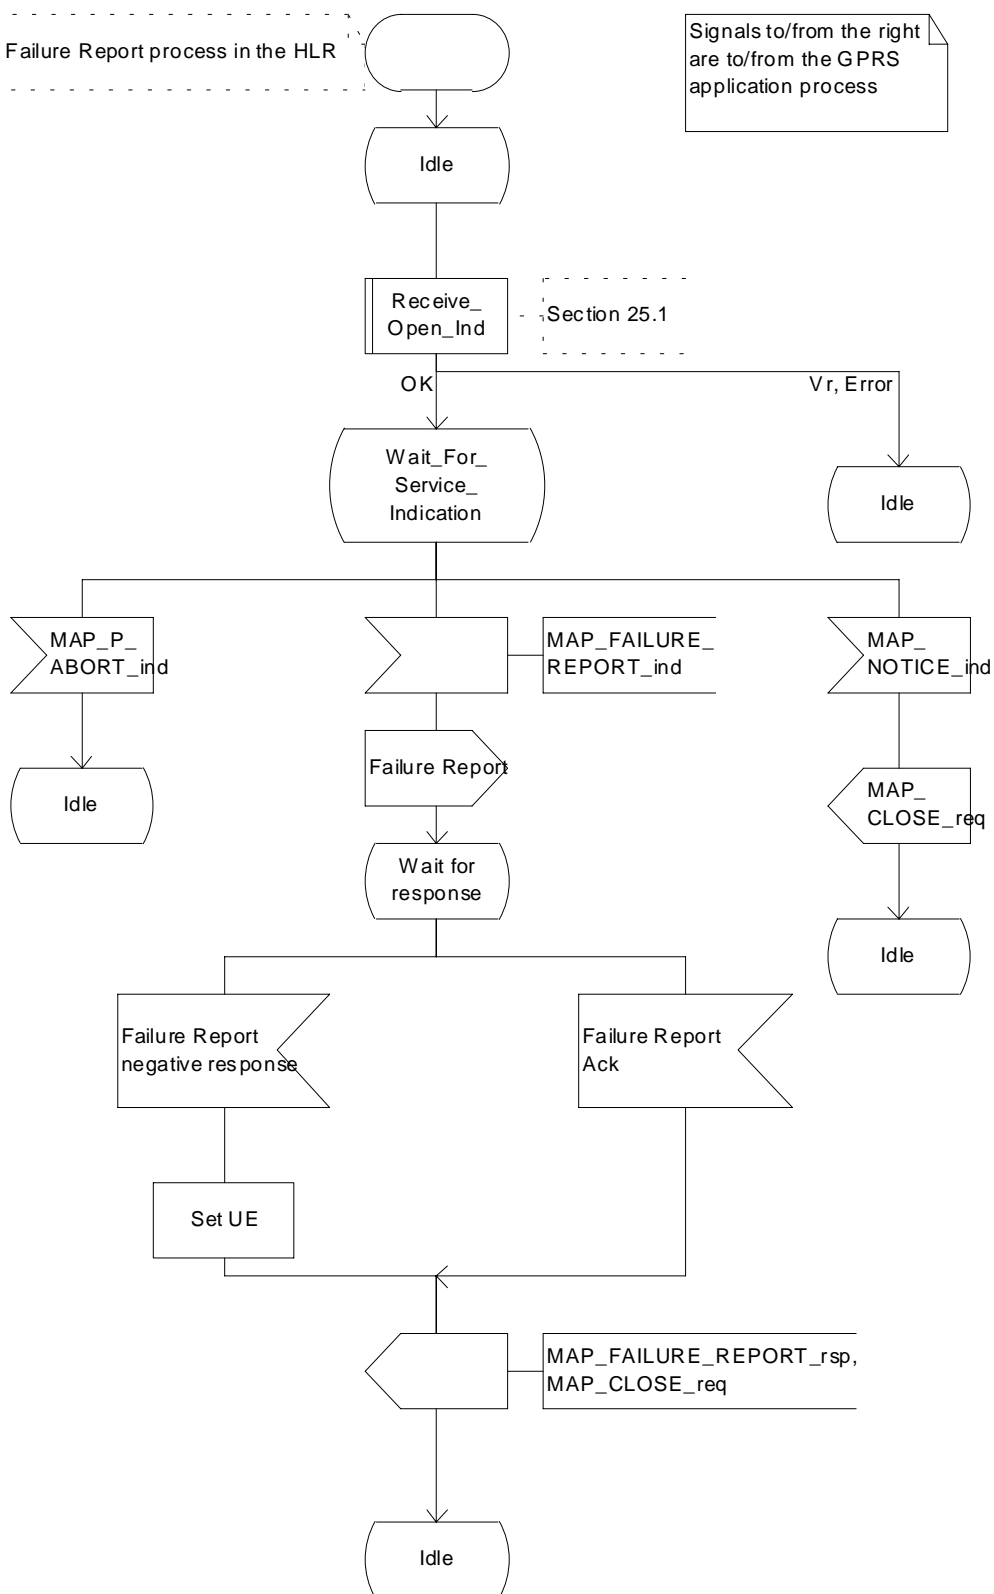 Failure Report process in the HLR
Signals to/from the right
are to/from the GPRS
application process
Idle
Receive_
Open_Ind
Section 25.1
OK
Vr, Error
Wait_For_
Service_
Indication
Idle
MAP_P_
ABORT_ind
MAP_FAILURE_
REPORT_ind
MAP_
NOTICE_ind
Failure Report
Idle
MAP_
CLOSE_req
Wait for
response
Idle
Failure Report
negative response
Failure Report
Ack
Set UE
MAP_FAILURE_REPORT_rsp,
MAP_CLOSE_req
Idle